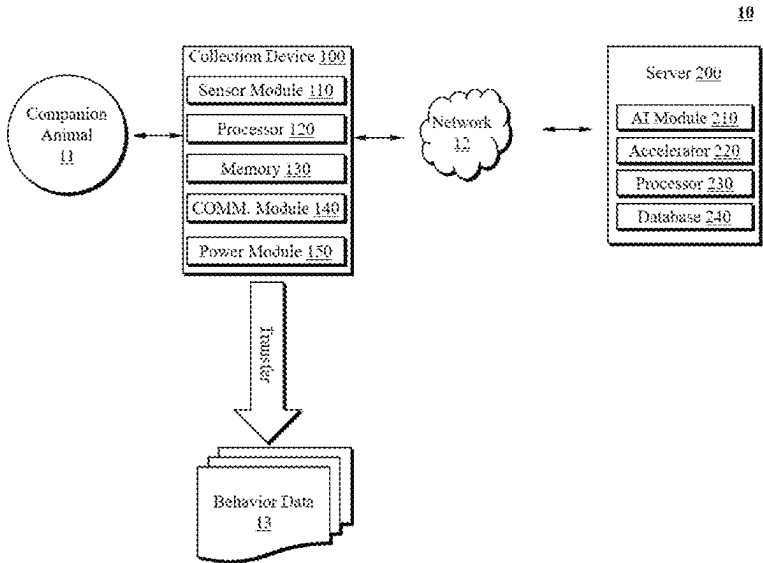 10
Collection Device 100
Sensor Module 110
Processor 120
Memory 130
COMM. Module 140
Power Module 150
Companion
Animal
11
Network
12
Server 200
AI Module 210
Accelerator 220
Processor 230
Database 240
Transfer
Behavior Data
13